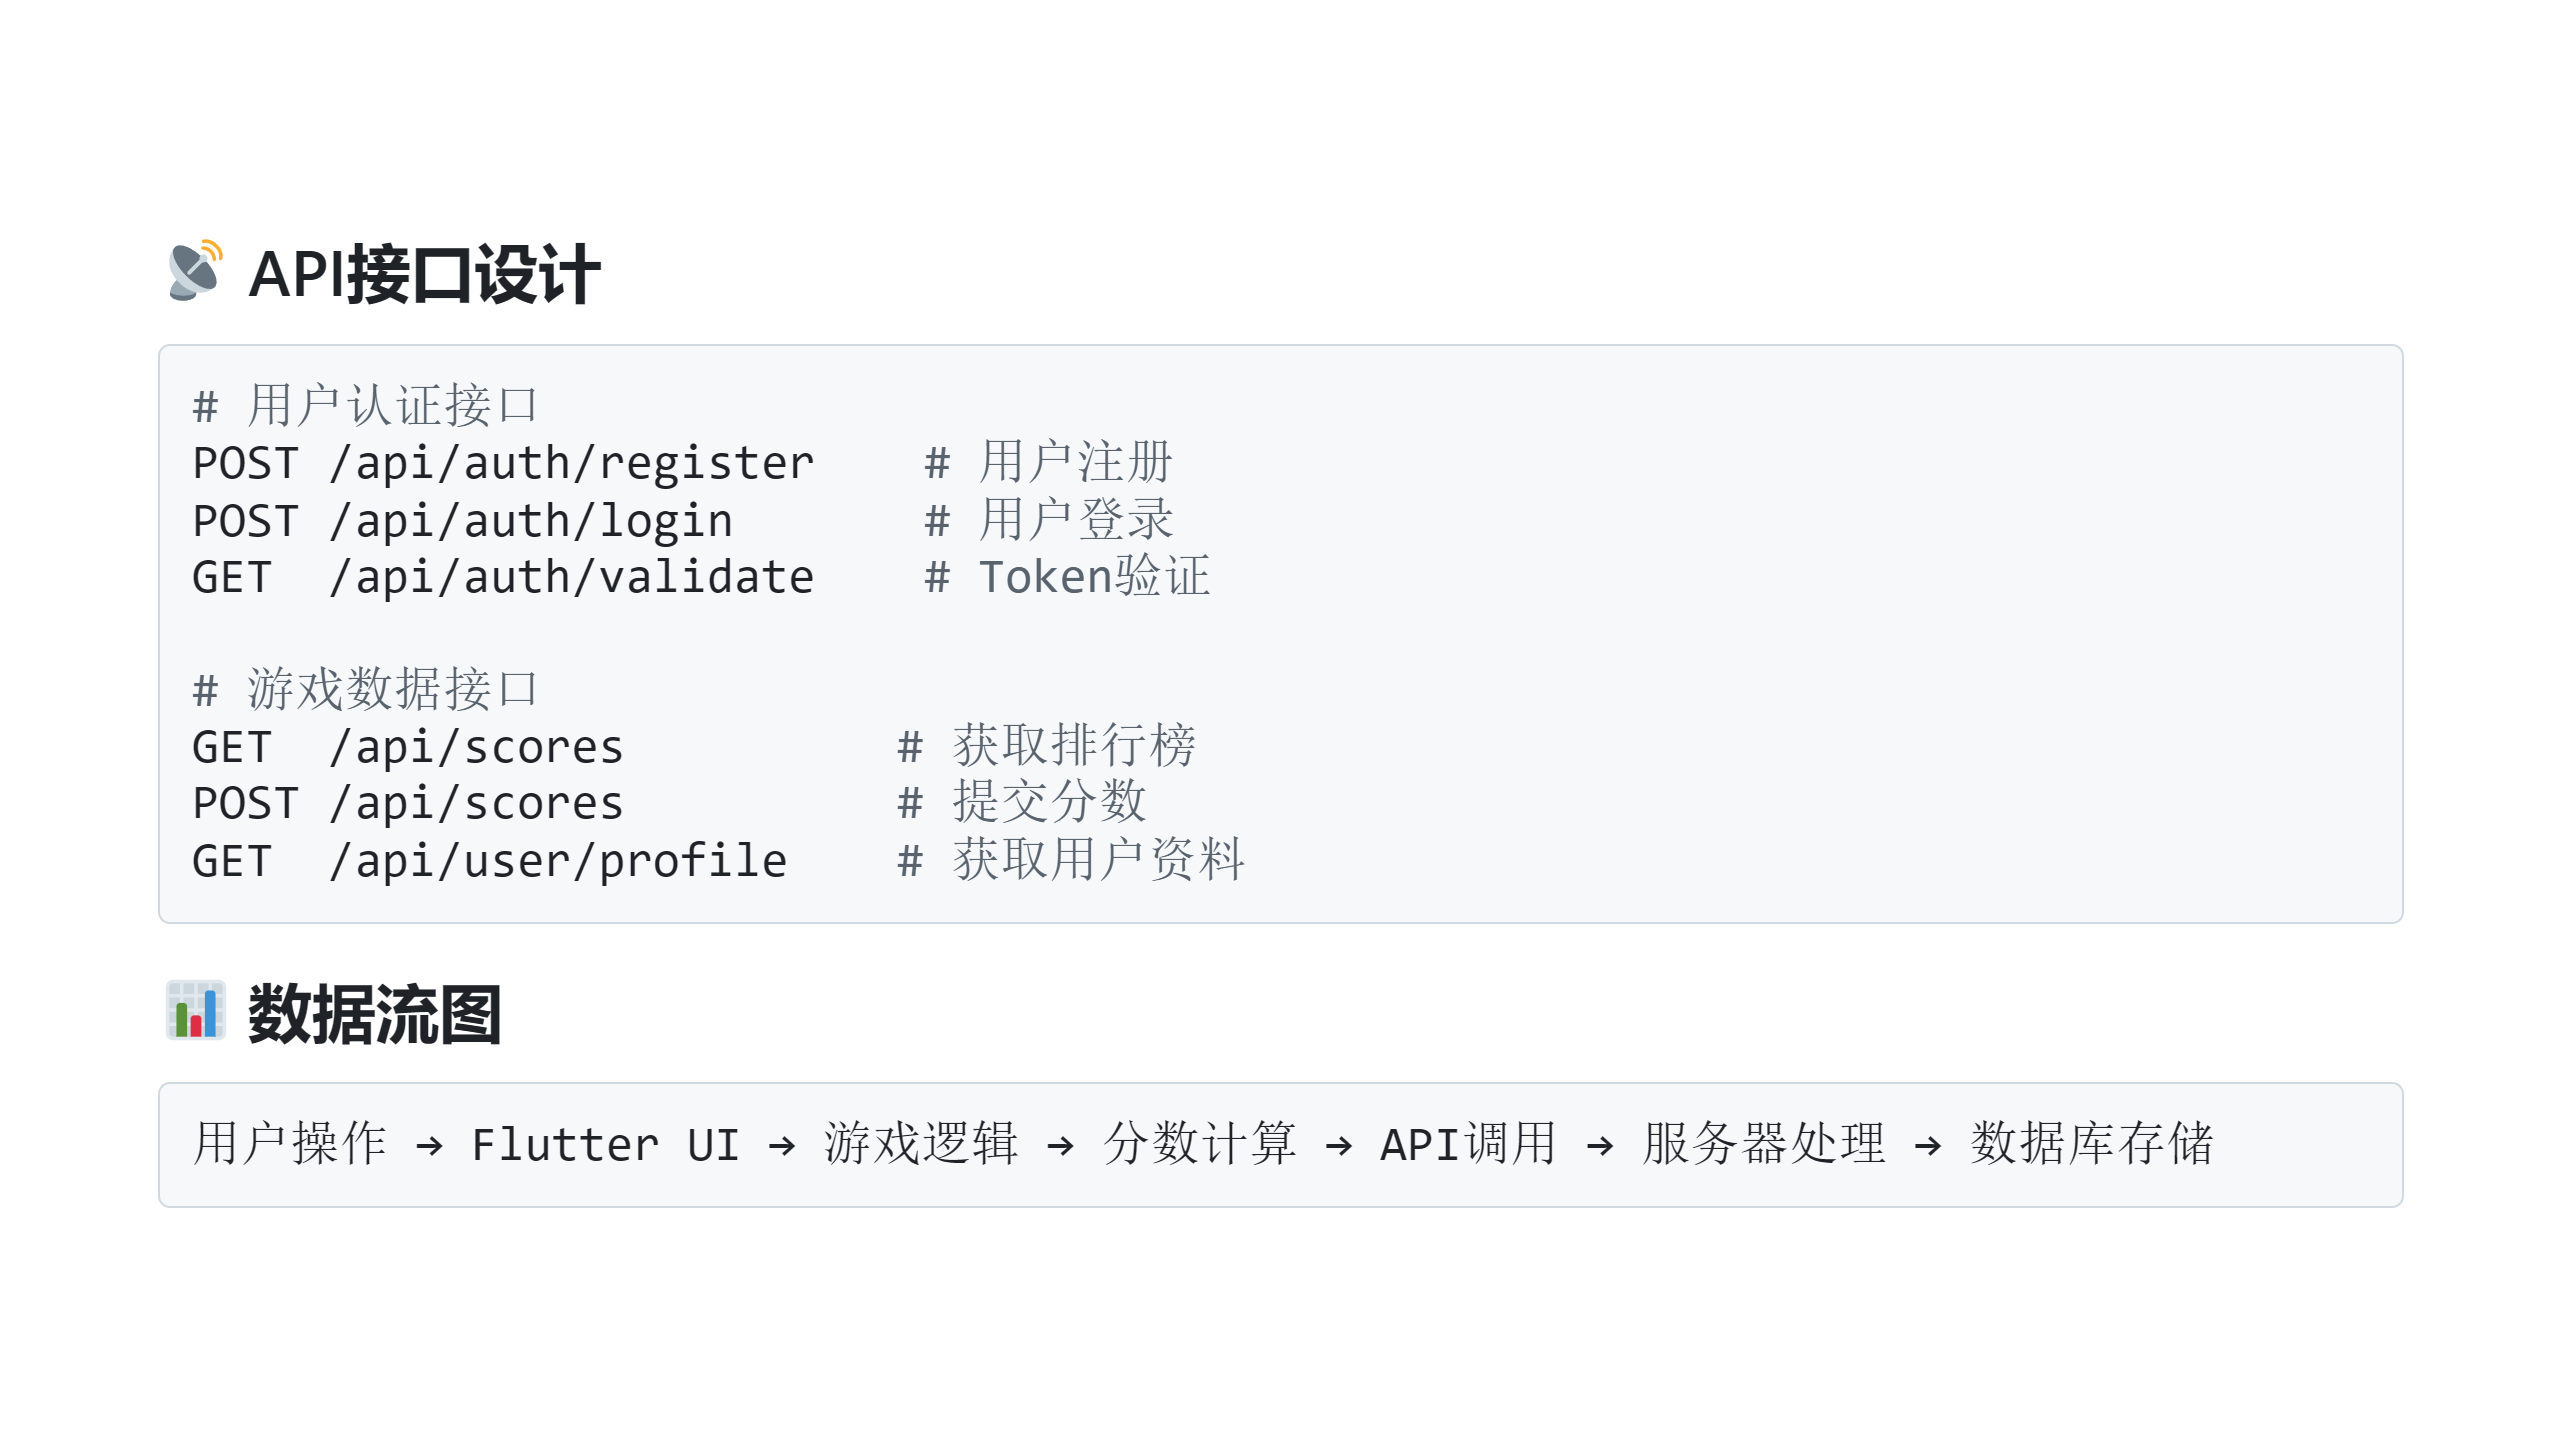 📡 API接口设计
# 用户认证接口
POST /api/auth/register    # 用户注册
POST /api/auth/login       # 用户登录
GET  /api/auth/validate    # Token验证
# 游戏数据接口
GET  /api/scores          # 获取排行榜
POST /api/scores          # 提交分数
GET  /api/user/profile    # 获取用户资料
📊 数据流图
用户操作 → Flutter UI → 游戏逻辑 → 分数计算 → API调用 → 服务器处理 → 数据库存储